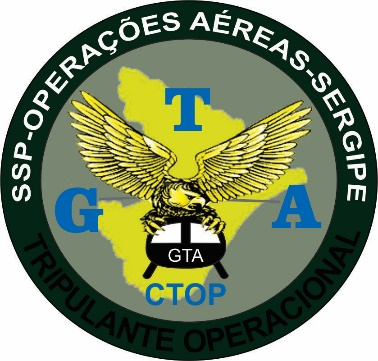 SSP-OPERAÇÕES AÉREAS-SERGIPE
T
G A
GTA
CTOP
TRIPULANTE OPERACIONAL